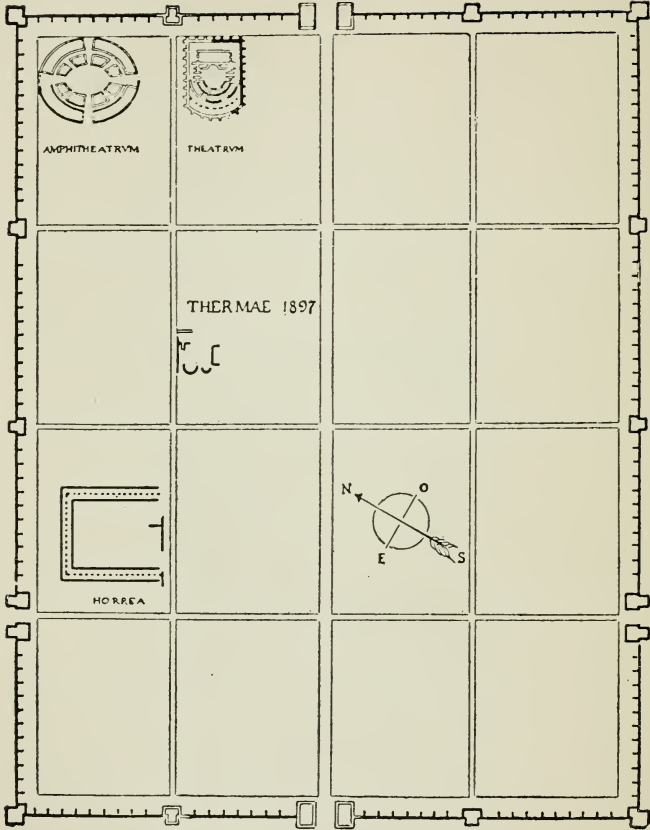 AMPHITHEATRVM
THEATRVM
THERMAE 1897
N
O
E
S
HORREA